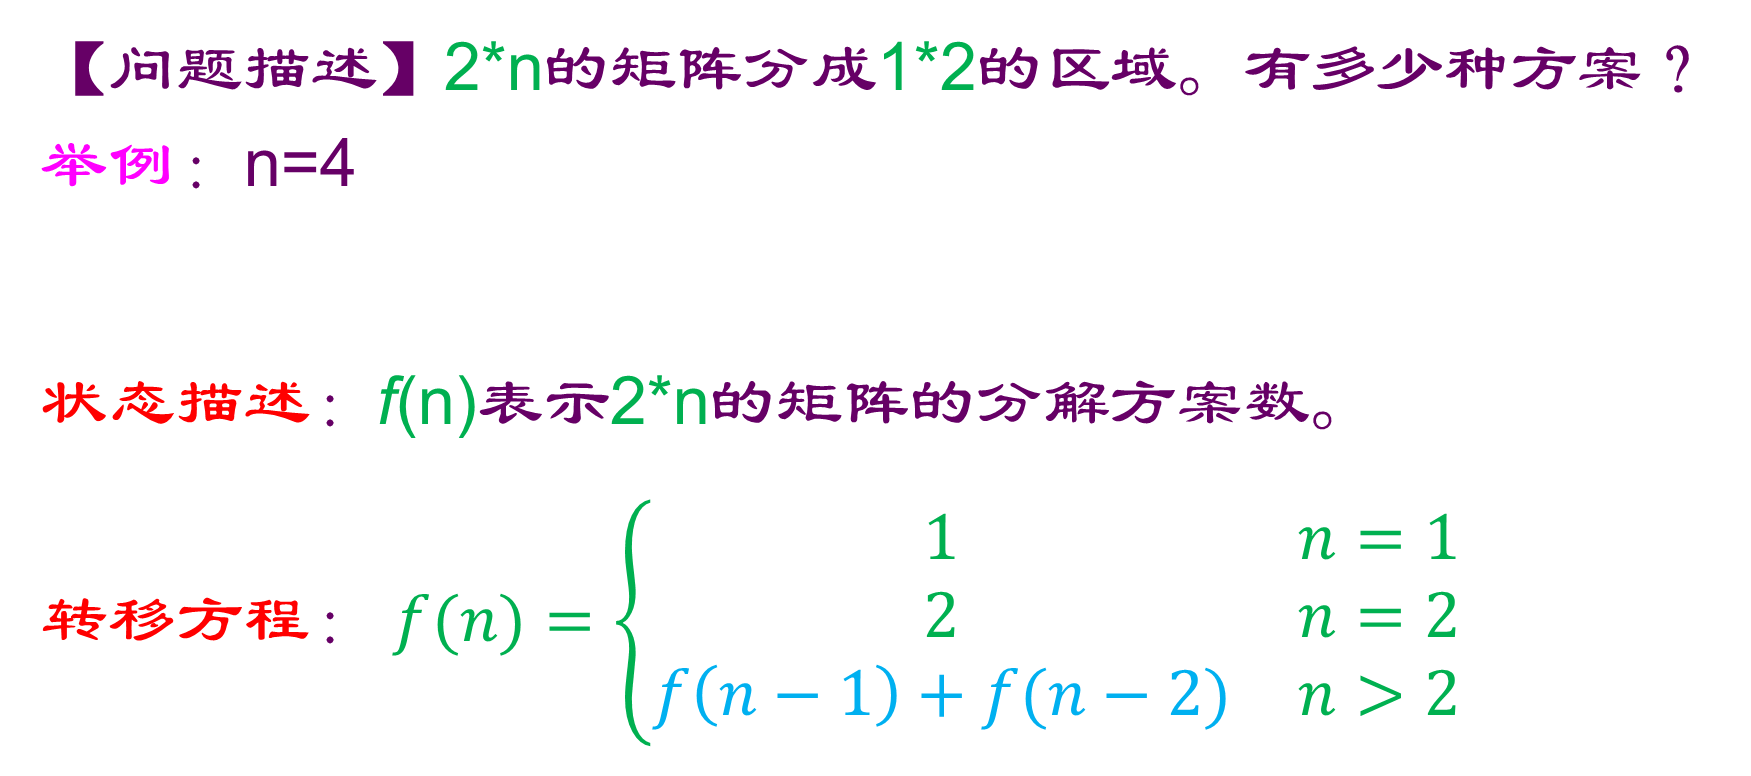 【问题描述】2*n的矩阵分成1*2的区域。有多少种方案？
举例：n=4
状态描述：f(n)表示2*n的矩阵的分解方案数。
转移方程： f(n) = { 1 n = 1
2 n = 2
f(n − 1) + f(n − 2) n > 2